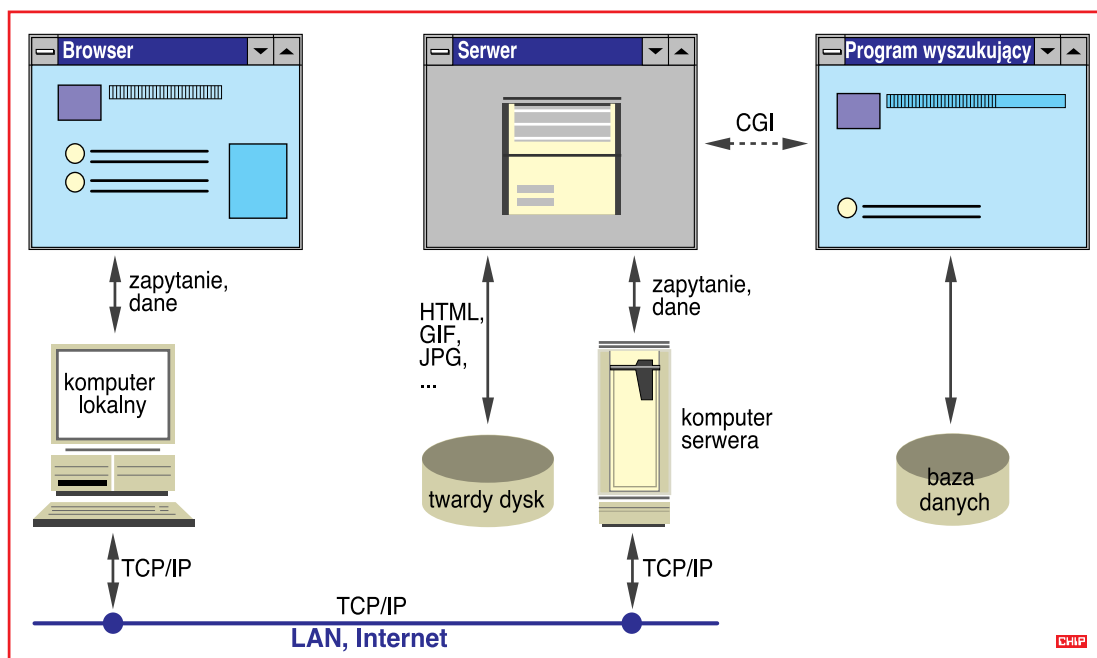 Browser
Serwer
Program wyszukujący
CGI
zapytanie,
dane
HTML,
GIF,
JPG,
...
zapytanie,
dane
komputer
lokalny
komputer
serwera
twardy dysk
baza
danych
TCP/IP
TCP/IP
TCP/IP
LAN, Internet
CHIP